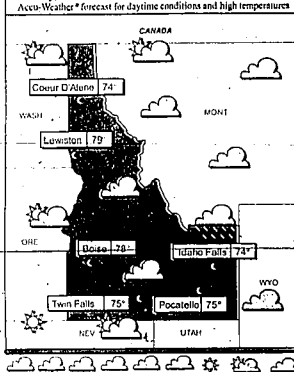 Accu-Weather® forecast for daytime conditions and high temperatures
CANADA
Coeur D'Alene 74°
WASH
MONT
Lewiston 79°
ORE
Boise 78°
Idaho Falls 74°
WYO
Twin Falls 75°
Pocatello 75°
NEV
UTAH